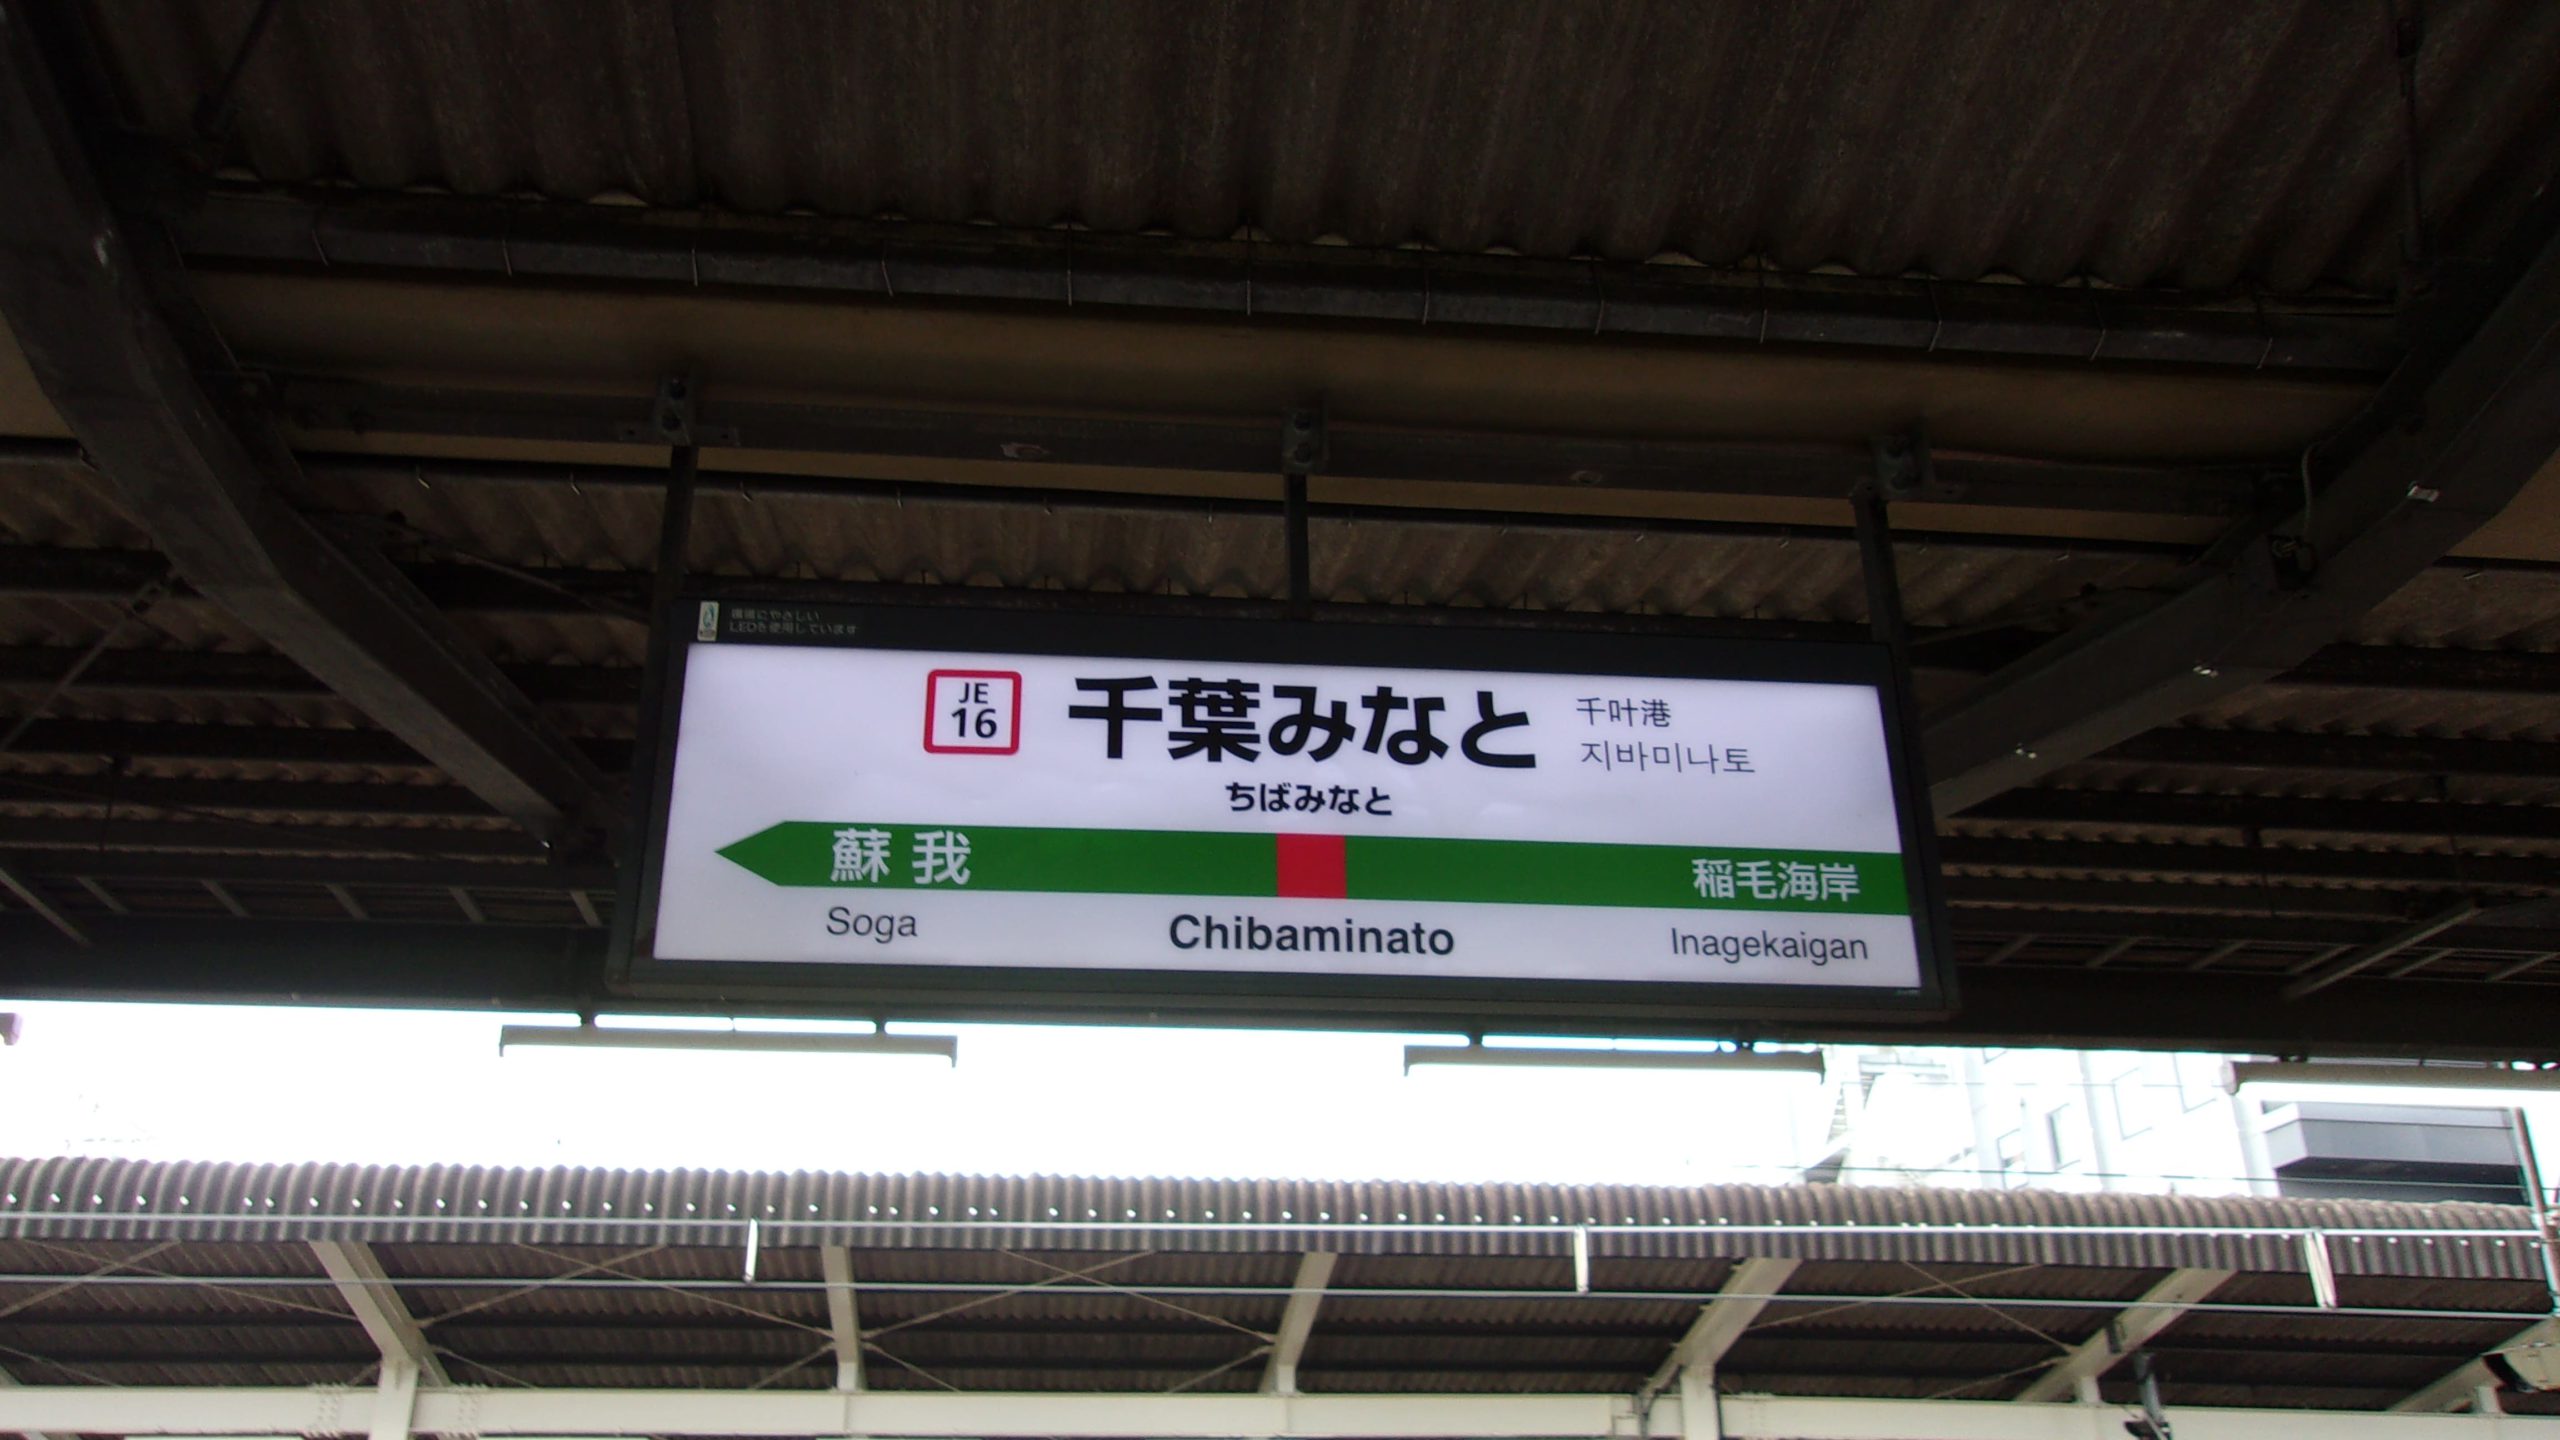 環境にやさしい
LEDを使用しています
JE
16
千葉みなと
千叶港
지바미나토
ちばみなと
蘇我
稲毛海岸
Soga
Chibaminato
Inagekaigan